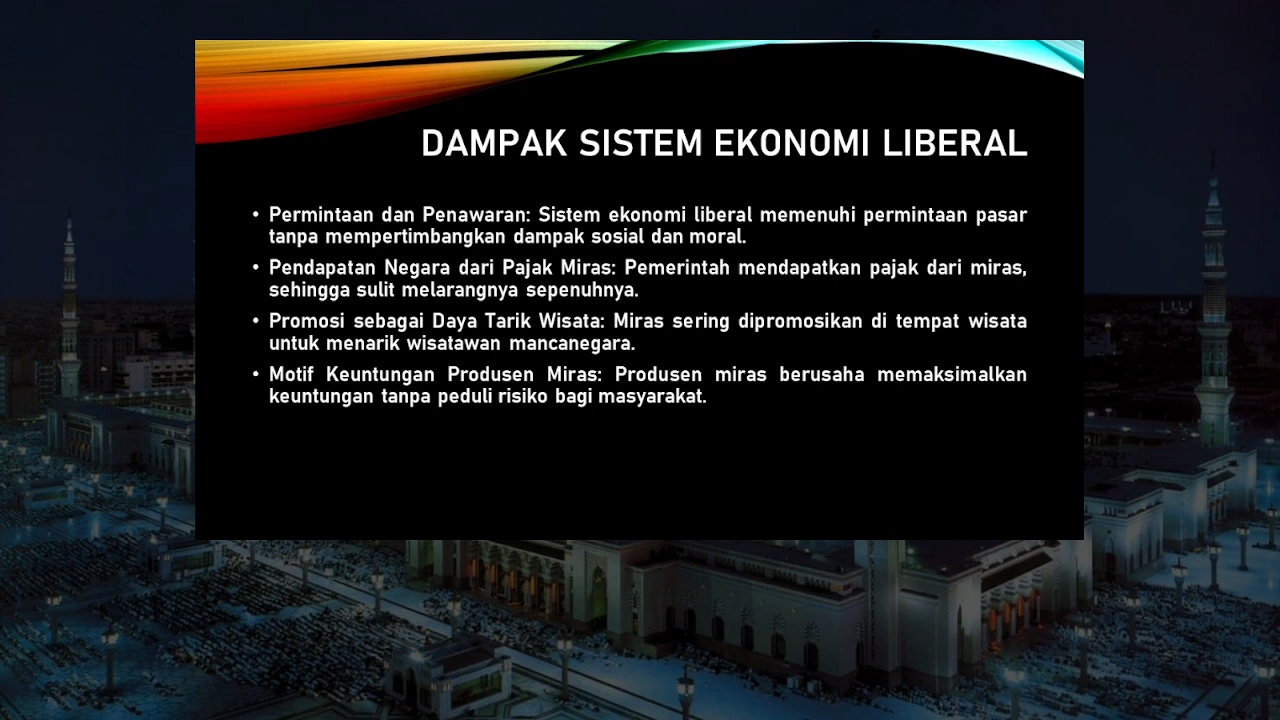 DAMPAK SISTEM EKONOMI LIBERAL
• Permintaan dan Penawaran: Sistem ekonomi liberal memenuhi permintaan pasar
tanpa mempertimbangkan dampak sosial dan moral.
• Pendapatan Negara dari Pajak Miras: Pemerintah mendapatkan pajak dari miras,
sehingga sulit melarangnya sepenuhnya.
• Promosi sebagai Daya Tarik Wisata: Miras sering dipromosikan di tempat wisata
untuk menarik wisatawan mancanegara.
• Motif Keuntungan Produsen Miras: Produsen miras berusaha memaksimalkan
keuntungan tanpa peduli risiko bagi masyarakat.